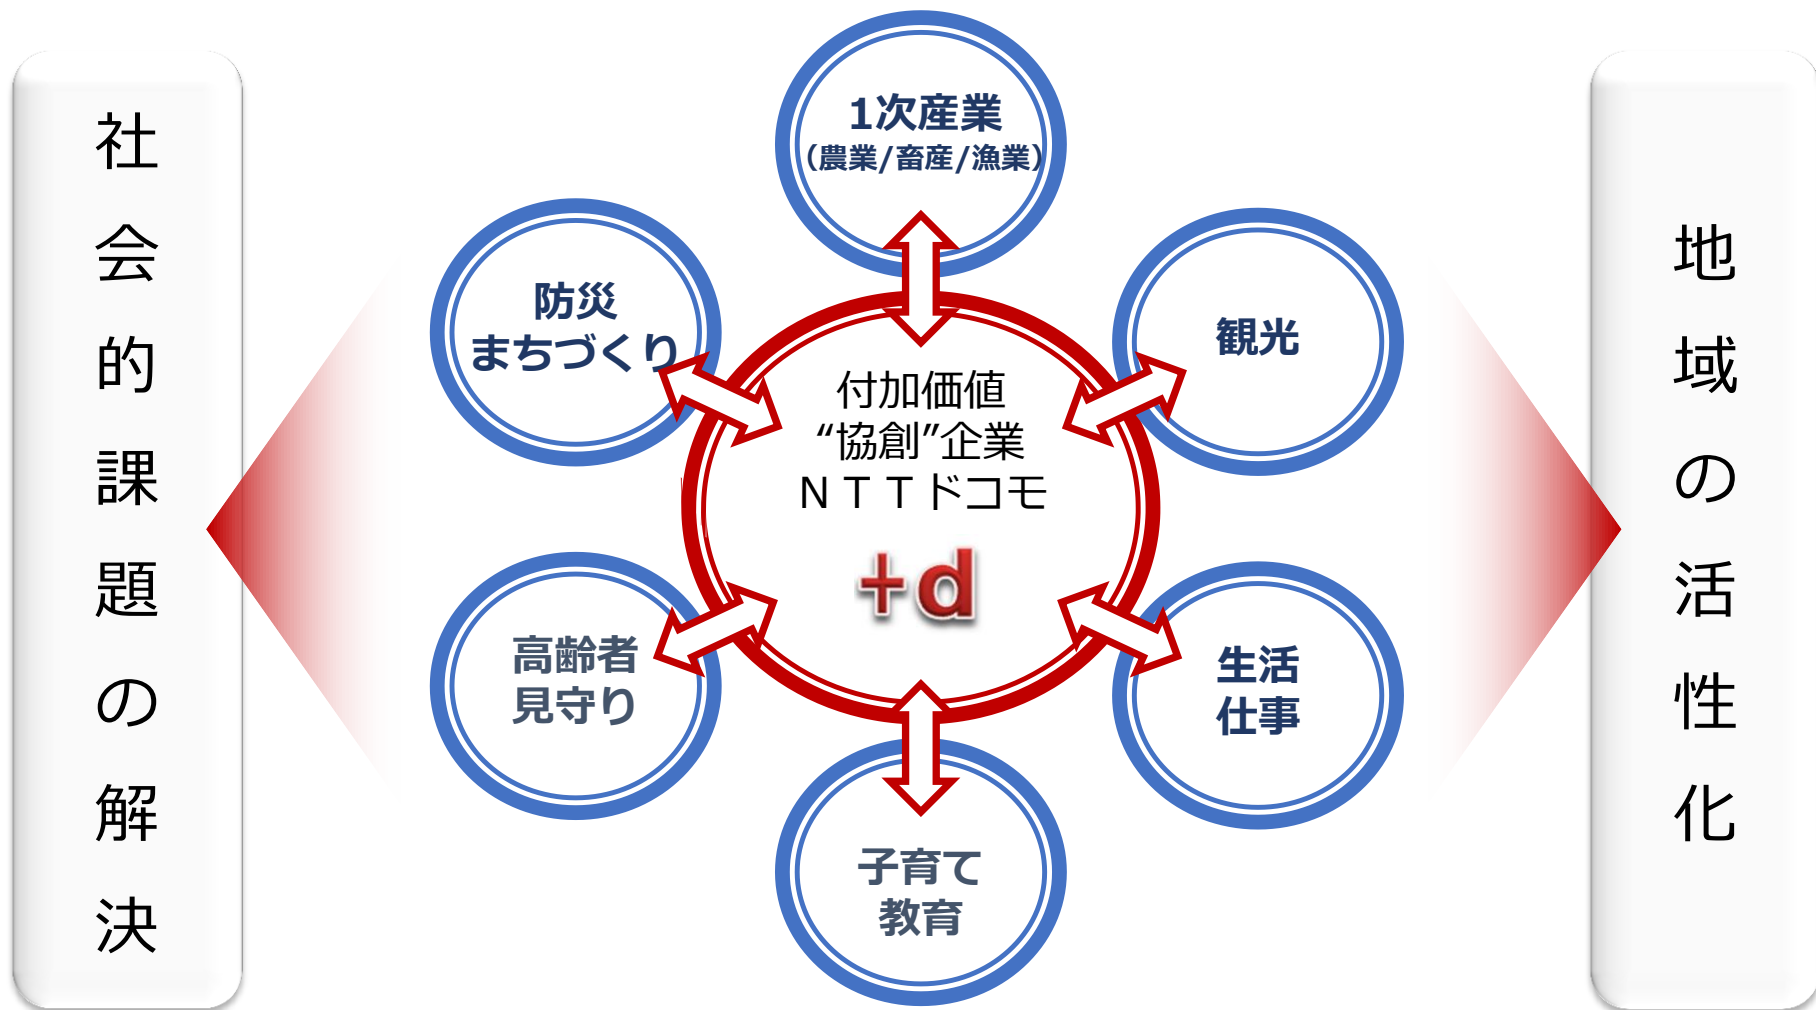 社会的課題の解決
1次産業
（農業/畜産/漁業）
防災
まちづくり
観光
付加価値
“協創”企業
ＮＴＴドコモ
+d
高齢者
見守り
生活
仕事
子育て
教育
地域の活性化